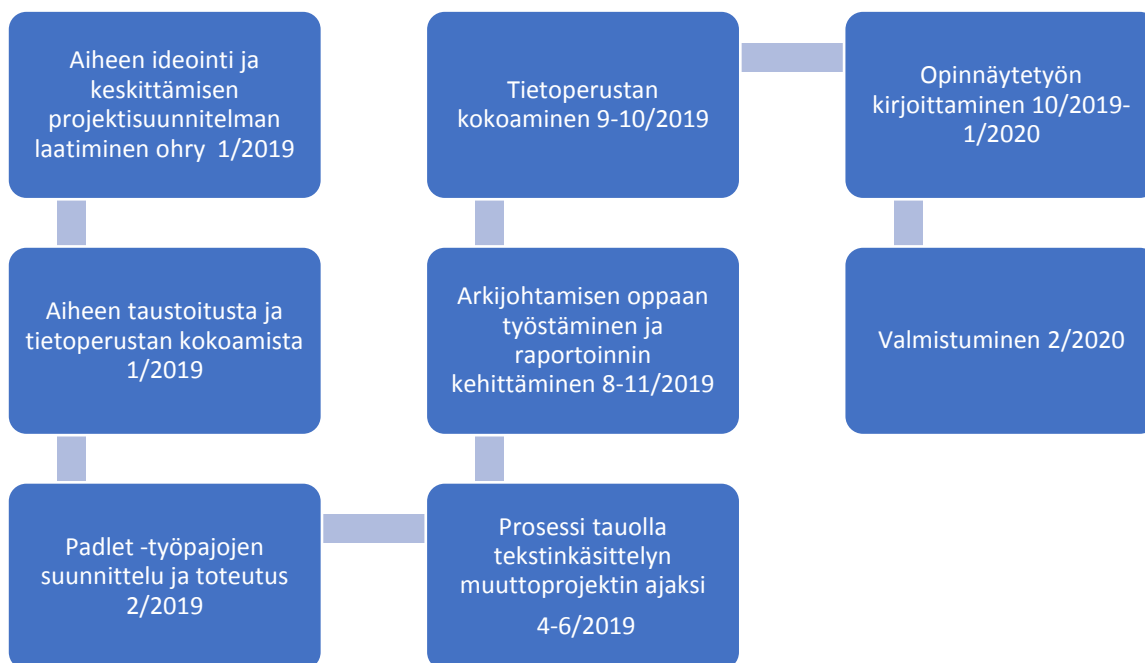 Aiheen ideointi ja
keskittämisen
projektisuunnitelman
laatiminen ohry 1/2019
Aiheen taustoitusta ja
tietoperustan kokoamista
1/2019
Padlet -työpajojen
suunnittelu ja toteutus
2/2019
Prosessi tauolla
tekstinkäsittelyn
muuttoprojektin ajaksi
4-6/2019
Arkijohtamisen oppaan
työstäminen ja
raportoinnin
kehittäminen 8-11/2019
Tietoperustan
kokoaminen 9-10/2019
Opinnäytetyön
kirjoittaminen 10/2019-
1/2020
Valmistuminen 2/2020